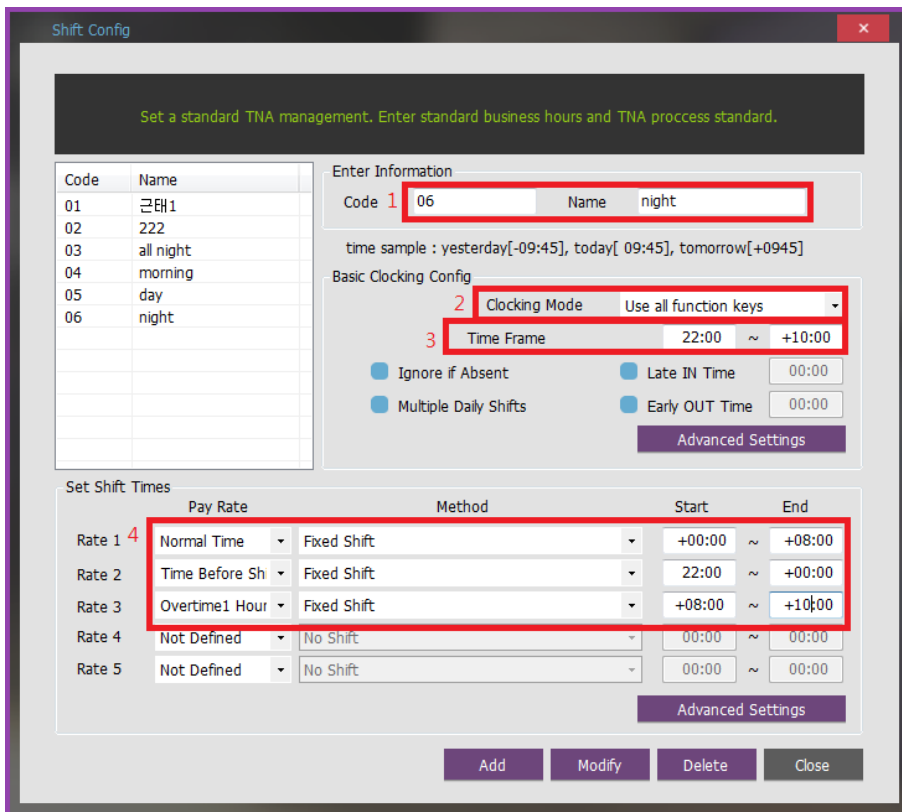 Shift Config
Set a standard TNA management. Enter standard business hours and TNA proccess standard.
Code Name
01 근태1
02 222
03 all night
04 morning
05 day
06 night
Enter Information
Code 1 06 Name night
time sample : yesterday[-09:45], today[ 09:45], tomorrow[+0945]
Basic Clocking Config
2 Clocking Mode Use all function keys
3 Time Frame 22:00 ~ +10:00
Ignore if Absent Late IN Time 00:00
Multiple Daily Shifts Early OUT Time 00:00
Advanced Settings
Set Shift Times
Pay Rate Method Start End
Rate 1 4 Normal Time Fixed Shift +00:00 ~ +08:00
Rate 2 Time Before Shi Fixed Shift 22:00 ~ +00:00
Rate 3 Overtime1 Hour Fixed Shift +08:00 ~ +10:00
Rate 4 Not Defined No Shift 00:00 ~ 00:00
Rate 5 Not Defined No Shift 00:00 ~ 00:00
Advanced Settings
Add Modify Delete Close